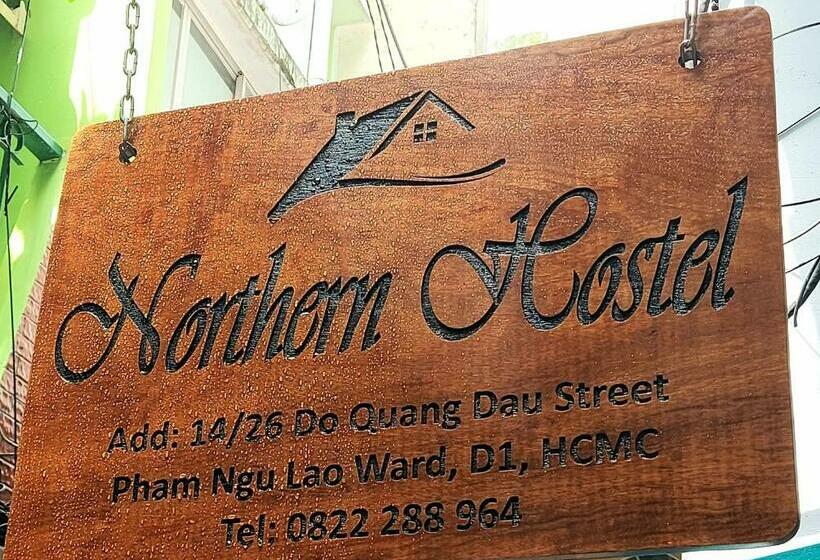 Northern Hostel
Add: 14/26 Do Quang Dau Street
Pham Ngu Lao Ward, D1, HCMC
Tel: 0822 288 964